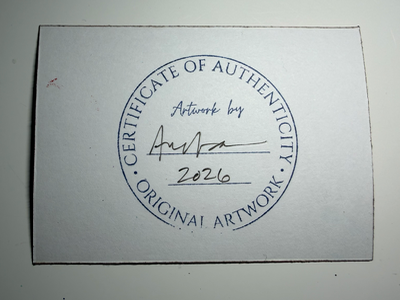 CERTIFICATE OF AUTHENTICITY
Artwork by
2026
ORIGINAL ARTWORK